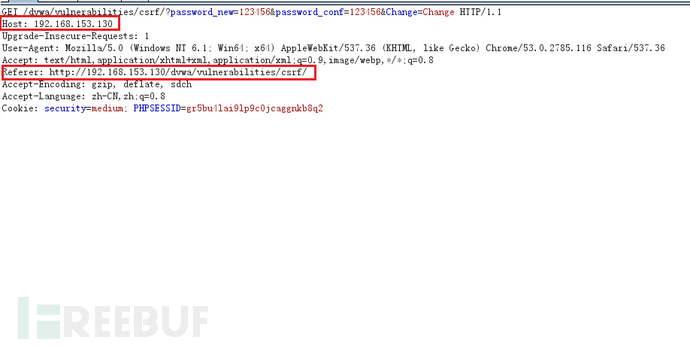 GET /dvwa/vulnerabilities/csrf/?password_new=123456&password_conf=123456&Change=Change HTTP/1.1
Host: 192.168.153.130
Upgrade-Insecure-Requests: 1
User-Agent: Mozilla/5.0 (Windows NT 6.1; Win64; x64) AppleWebKit/537.36 (KHTML, like Gecko) Chrome/53.0.2785.116 Safari/537.36
Accept: text/html,application/xhtml+xml,application/xml;q=0.9,image/webp,*/*;q=0.8
Referer: http://192.168.153.130/dvwa/vulnerabilities/csrf/
Accept-Encoding: gzip, deflate, sdch
Accept-Language: zh-CN,zh;q=0.8
Cookie: security=medium; PHPSESSID=gr5bu4lai9lp9c0jcaggnkb8q2
FREEBUF